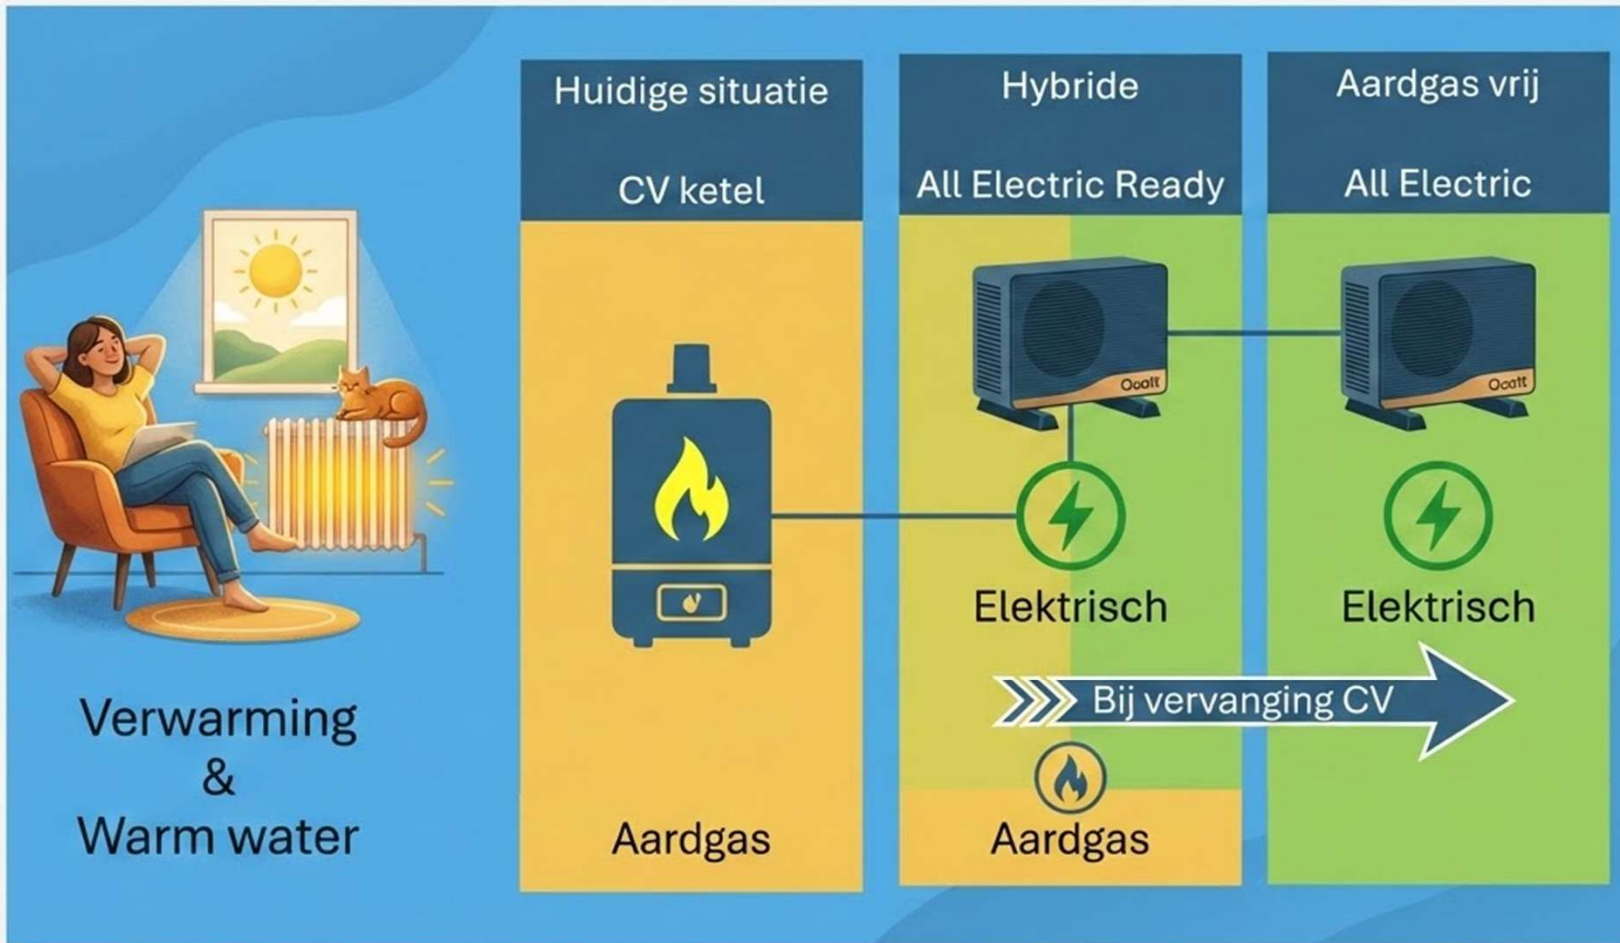 Huidige situatie
CV ketel
Hybride
All Electric Ready
Aardgas vrij
All Electric
Verwarming
&
Warm water
Aardgas
Elektrisch
Elektrisch
Bij vervanging CV
Aardgas